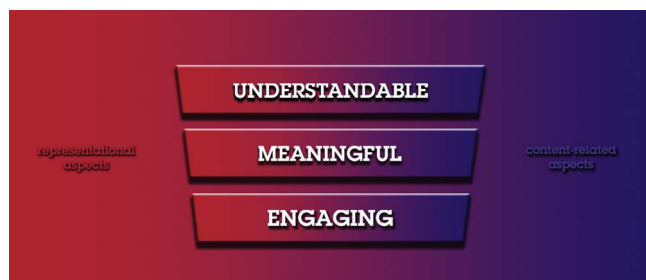 UNDERSTANDABLE
representational
aspects
MEANINGFUL
content-related
aspects
ENGAGING